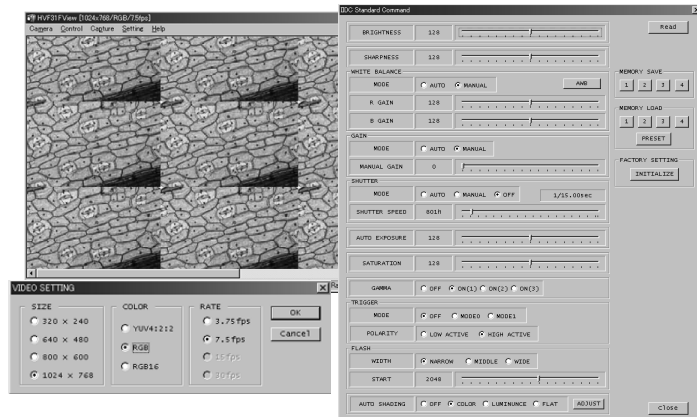 HVF31FView [1024x768/RGB/7.5fps]
Camera Control Capture Setting Help
VIDEO SETTING
SIZE
320 × 240
640 × 480
800 × 600
1024 × 768
COLOR
YUV4:2:2
RGB
RGB16
RATE
3.75fps
7.5fps
15fps
30fps
OK
Cancel
IIDC Standard Command
BRIGHTNESS 128
SHARPNESS 128
WHITE BALANCE
MODE AUTO MANUAL AWB
R GAIN 128
B GAIN 128
GAIN
MODE AUTO MANUAL
MANUAL GAIN 0
SHUTTER
MODE AUTO MANUAL OFF 1/15.00sec
SHUTTER SPEED 801h
AUTO EXPOSURE 128
SATURATION 128
GAMMA OFF ON(1) ON(2) ON(3)
TRIGGER
MODE OFF MODE0 MODE1
POLARITY LOW ACTIVE HIGH ACTIVE
FLASH
WIDTH NARROW MIDDLE WIDE
START 2048
AUTO SHADING OFF COLOR LUMINUNCE FLAT ADJUST
Read
MEMORY SAVE
1 2 3 4
MEMORY LOAD
1 2 3 4
PRESET
FACTORY SETTING
INITIALIZE
Close